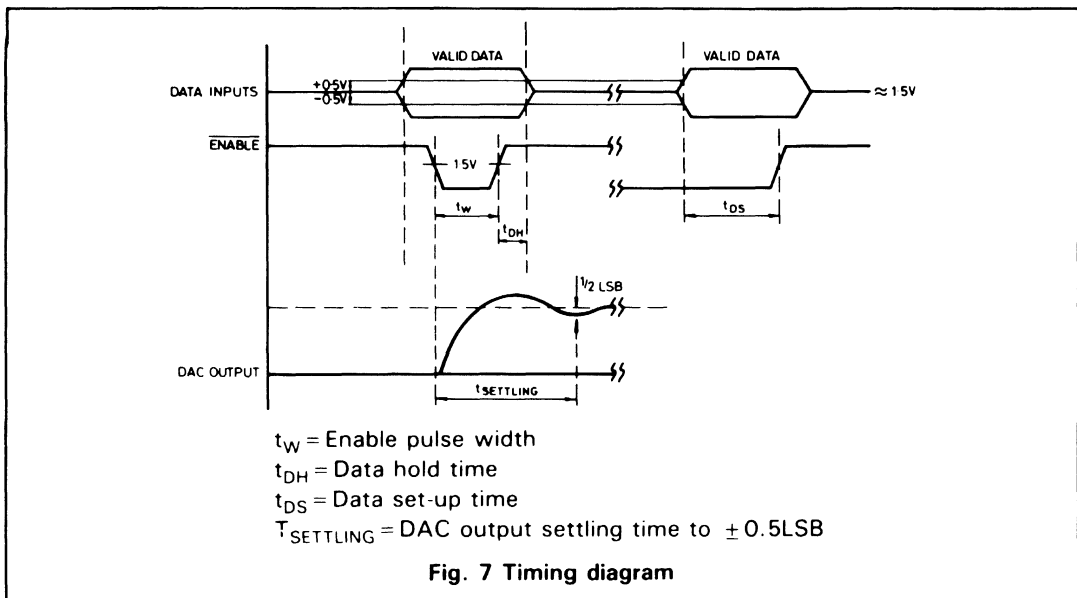 VALID DATA VALID DATA
+0·5V
DATA INPUTS ≈ 1·5V
-0·5V
ENABLE
1·5V
tW tDS
tDH
1/2 LSB
DAC OUTPUT
tSETTLING
tW = Enable pulse width
tDH = Data hold time
tDS = Data set-up time
TSETTLING = DAC output settling time to ±0.5LSB
Fig. 7 Timing diagram